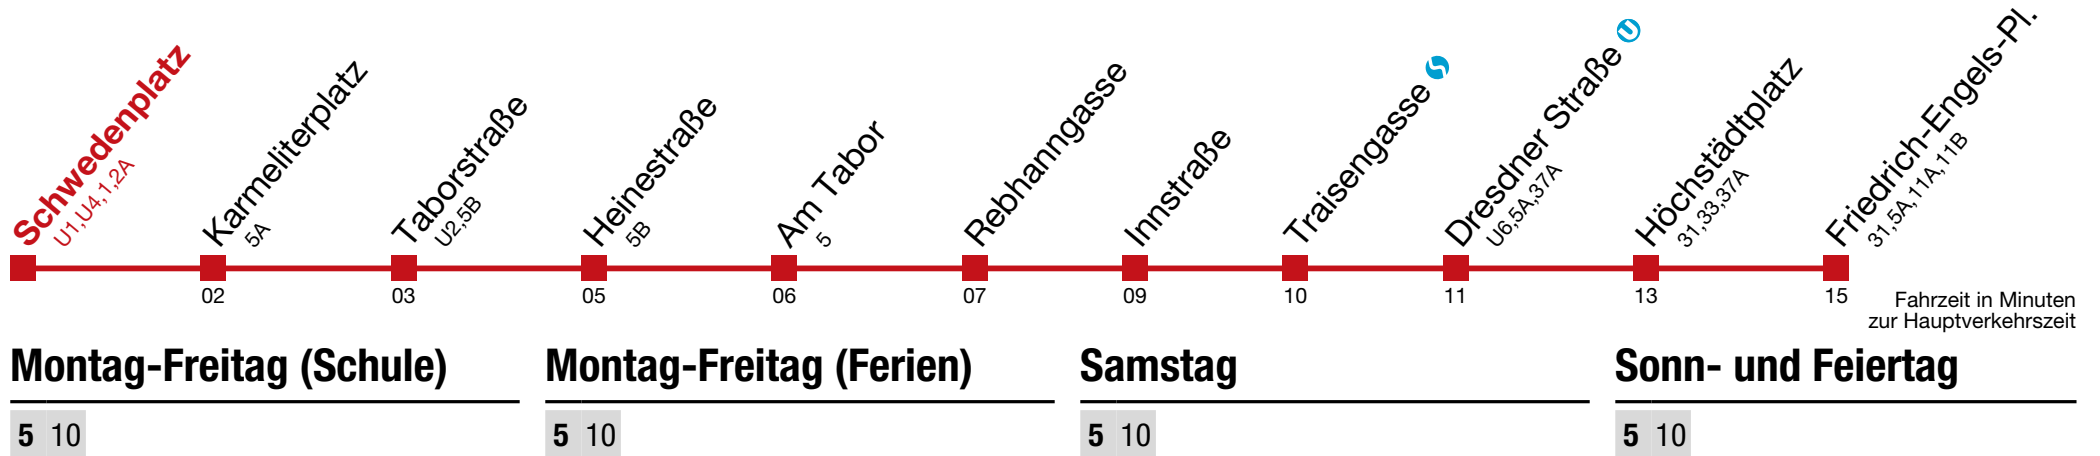 Schwedenplatz
U1,U4,1,2A
Karmeliterplatz
5A
Taborstraße
U2,5B
Heinestraße
5B
Am Tabor
5
Rebhanngasse
Innstraße
Traisengasse
Dresdner Straße U
U6,5A,37A
Höchstädtplatz
31,33,37A
Friedrich-Engels-Pl.
31,5A,11A,11B
02 03 05 06 07 09 10 11 13 15
Fahrzeit in Minuten
zur Hauptverkehrszeit
Montag-Freitag (Schule)
5 10
Montag-Freitag (Ferien)
5 10
Samstag
5 10
Sonn- und Feiertag
5 10